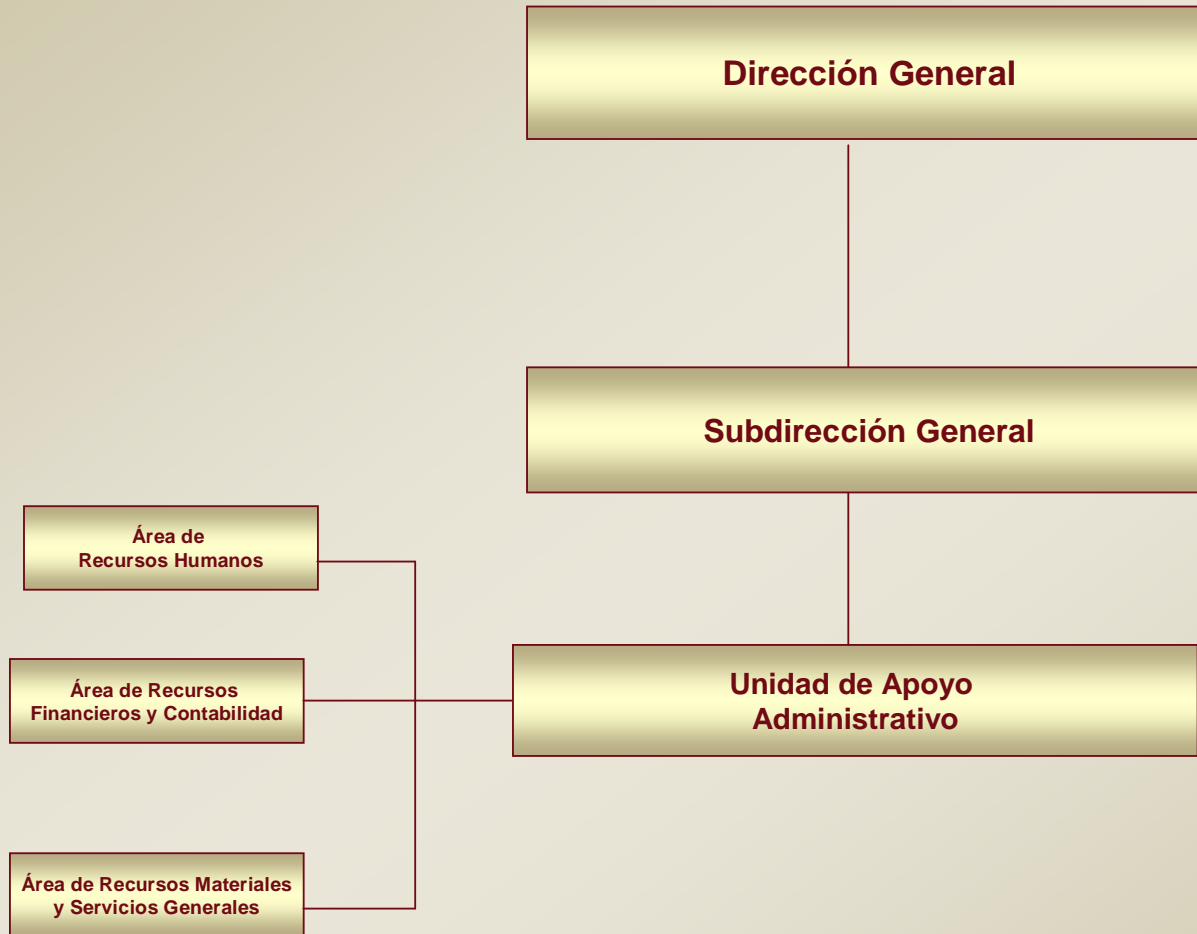 Dirección General
Subdirección General
Área de
Recursos Humanos
Área de Recursos
Financieros y Contabilidad
Unidad de Apoyo
Administrativo
Área de Recursos Materiales
y Servicios Generales